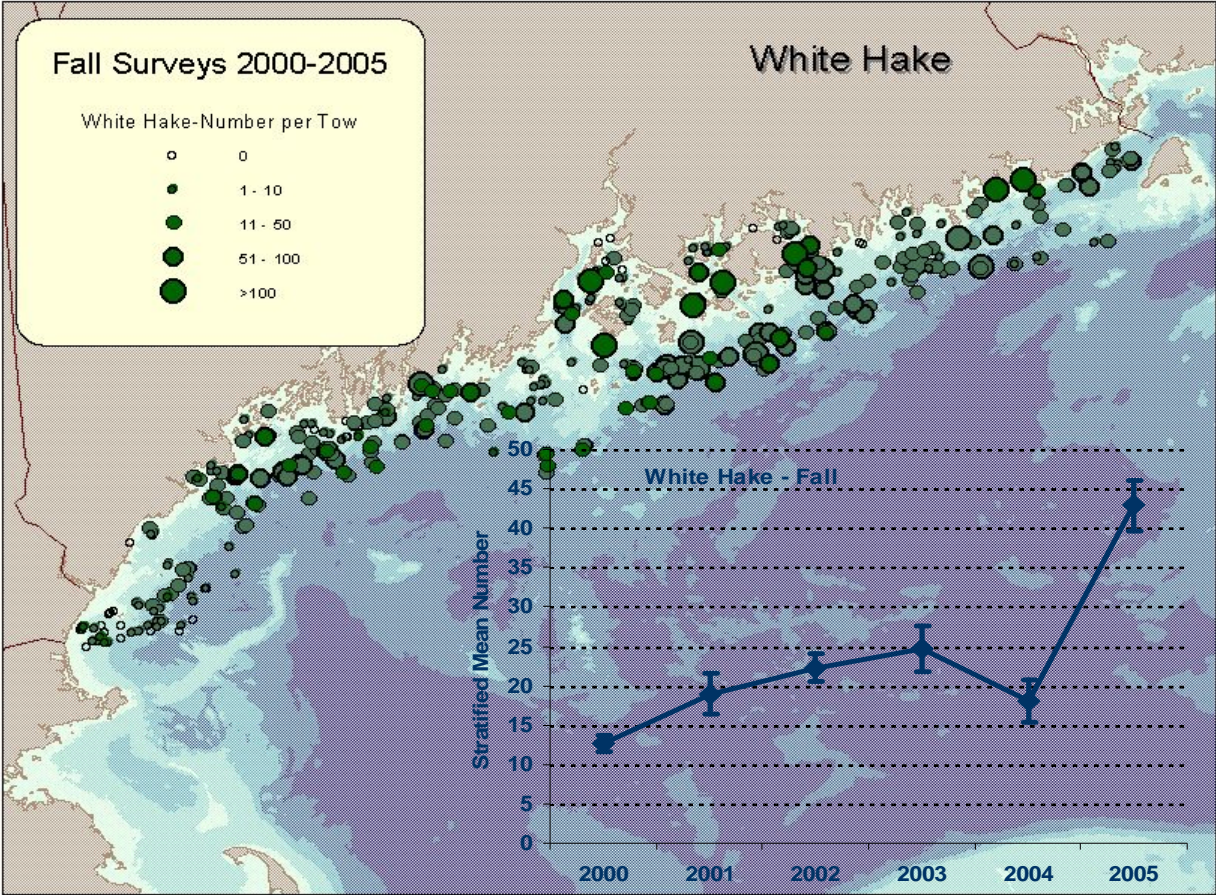 Fall Surveys 2000-2005
White Hake-Number per Tow
0
1 - 10
11 - 50
51 - 100
>100
White Hake
White Hake - Fall
Stratified Mean Number
50
45
40
35
30
25
20
15
10
5
0
2000 2001 2002 2003 2004 2005